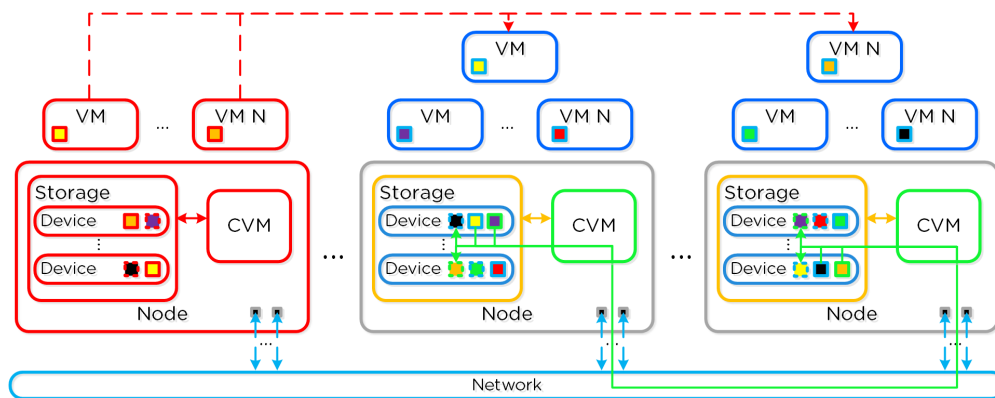 VM VM N
VM ... VM N VM ... VM N VM ... VM N
Storage Storage Storage
Device Device Device
... CVM ... CVM ... CVM
Device ... Device ... Device
Node Node Node
... ... ...
Network